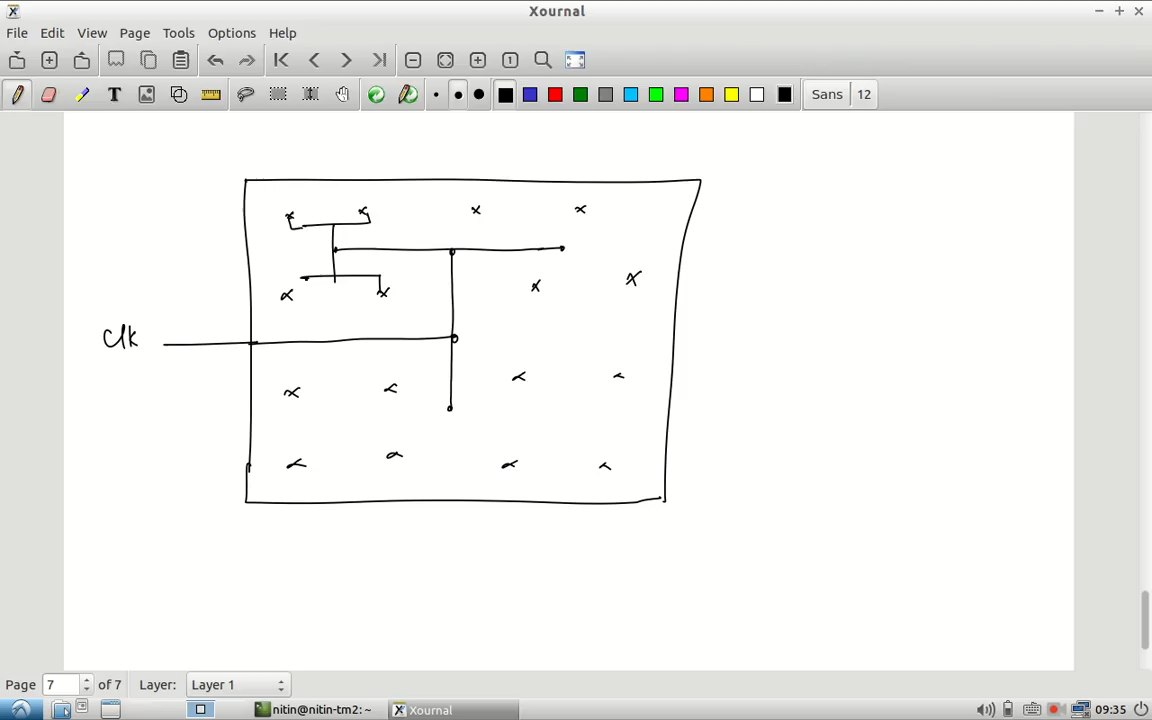 Xournal
File Edit View Page Tools Options Help
T Sans 12
x x x x
x x x x
Clk
x x x x
x x x x
Page 7 of 7 Layer: Layer 1
nitin@nitin-tm2: ~ Xournal 09:35